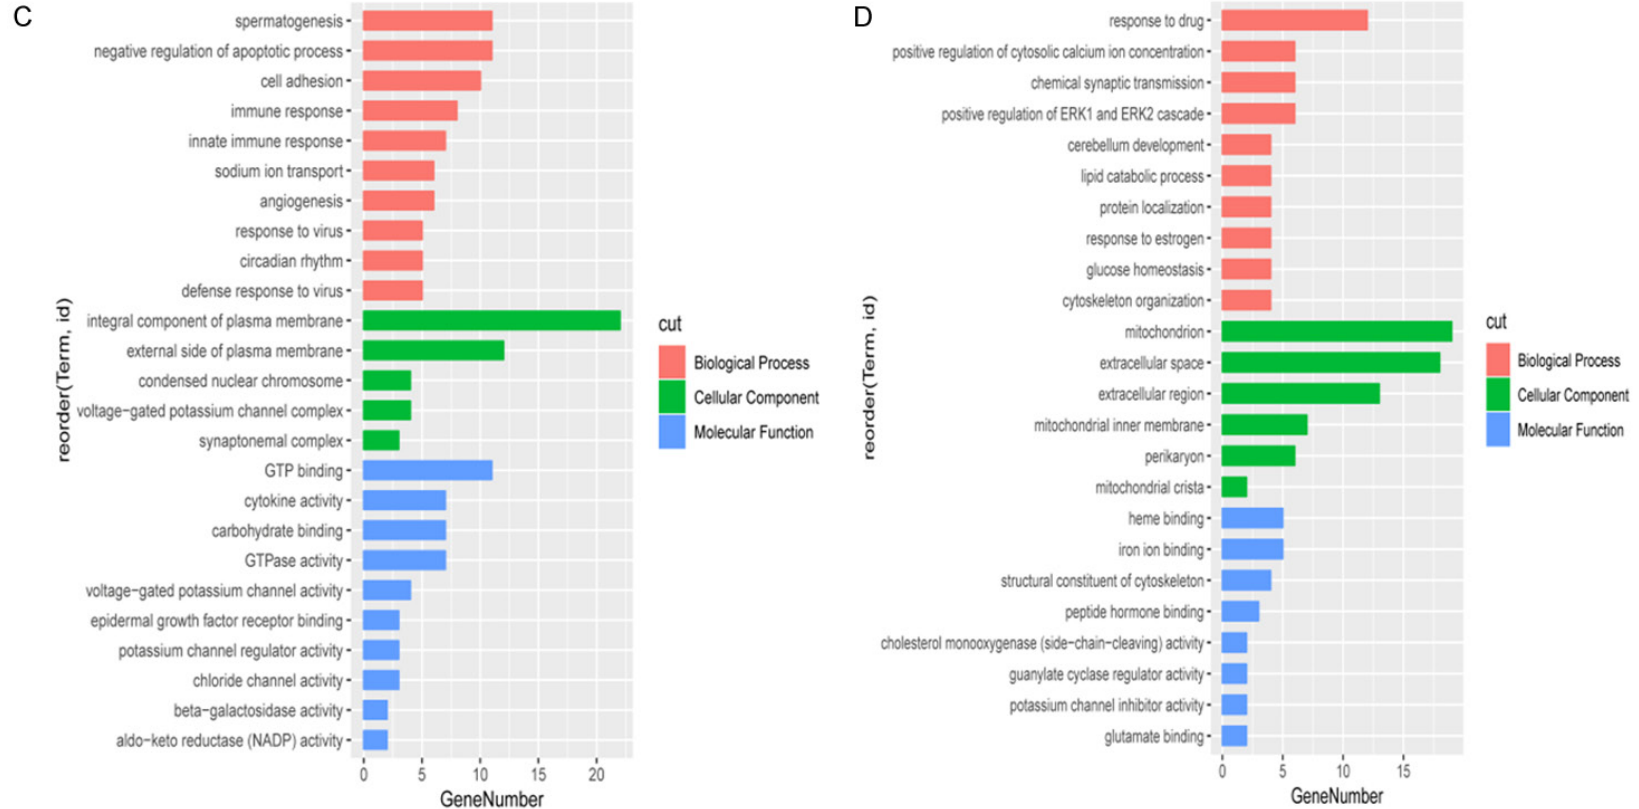 C
spermatogenesis
negative regulation of apoptotic process
cell adhesion
immune response
innate immune response
sodium ion transport
angiogenesis
response to virus
circadian rhythm
defense response to virus
integral component of plasma membrane
external side of plasma membrane
condensed nuclear chromosome
voltage-gated potassium channel complex
synaptonemal complex
GTP binding
cytokine activity
carbohydrate binding
GTPase activity
voltage-gated potassium channel activity
epidermal growth factor receptor binding
potassium channel regulator activity
chloride channel activity
beta-galactosidase activity
aldo-keto reductase (NADP) activity
reorder(Term, id)
0 5 10 15 20
GeneNumber
cut
Biological Process
Cellular Component
Molecular Function
D
response to drug
positive regulation of cytosolic calcium ion concentration
chemical synaptic transmission
positive regulation of ERK1 and ERK2 cascade
cerebellum development
lipid catabolic process
protein localization
response to estrogen
glucose homeostasis
cytoskeleton organization
mitochondrion
extracellular space
extracellular region
mitochondrial inner membrane
perikaryon
mitochondrial crista
heme binding
iron ion binding
structural constituent of cytoskeleton
peptide hormone binding
cholesterol monooxygenase (side-chain-cleaving) activity
guanylate cyclase regulator activity
potassium channel inhibitor activity
glutamate binding
reorder(Term, id)
0 5 10 15
GeneNumber
cut
Biological Process
Cellular Component
Molecular Function